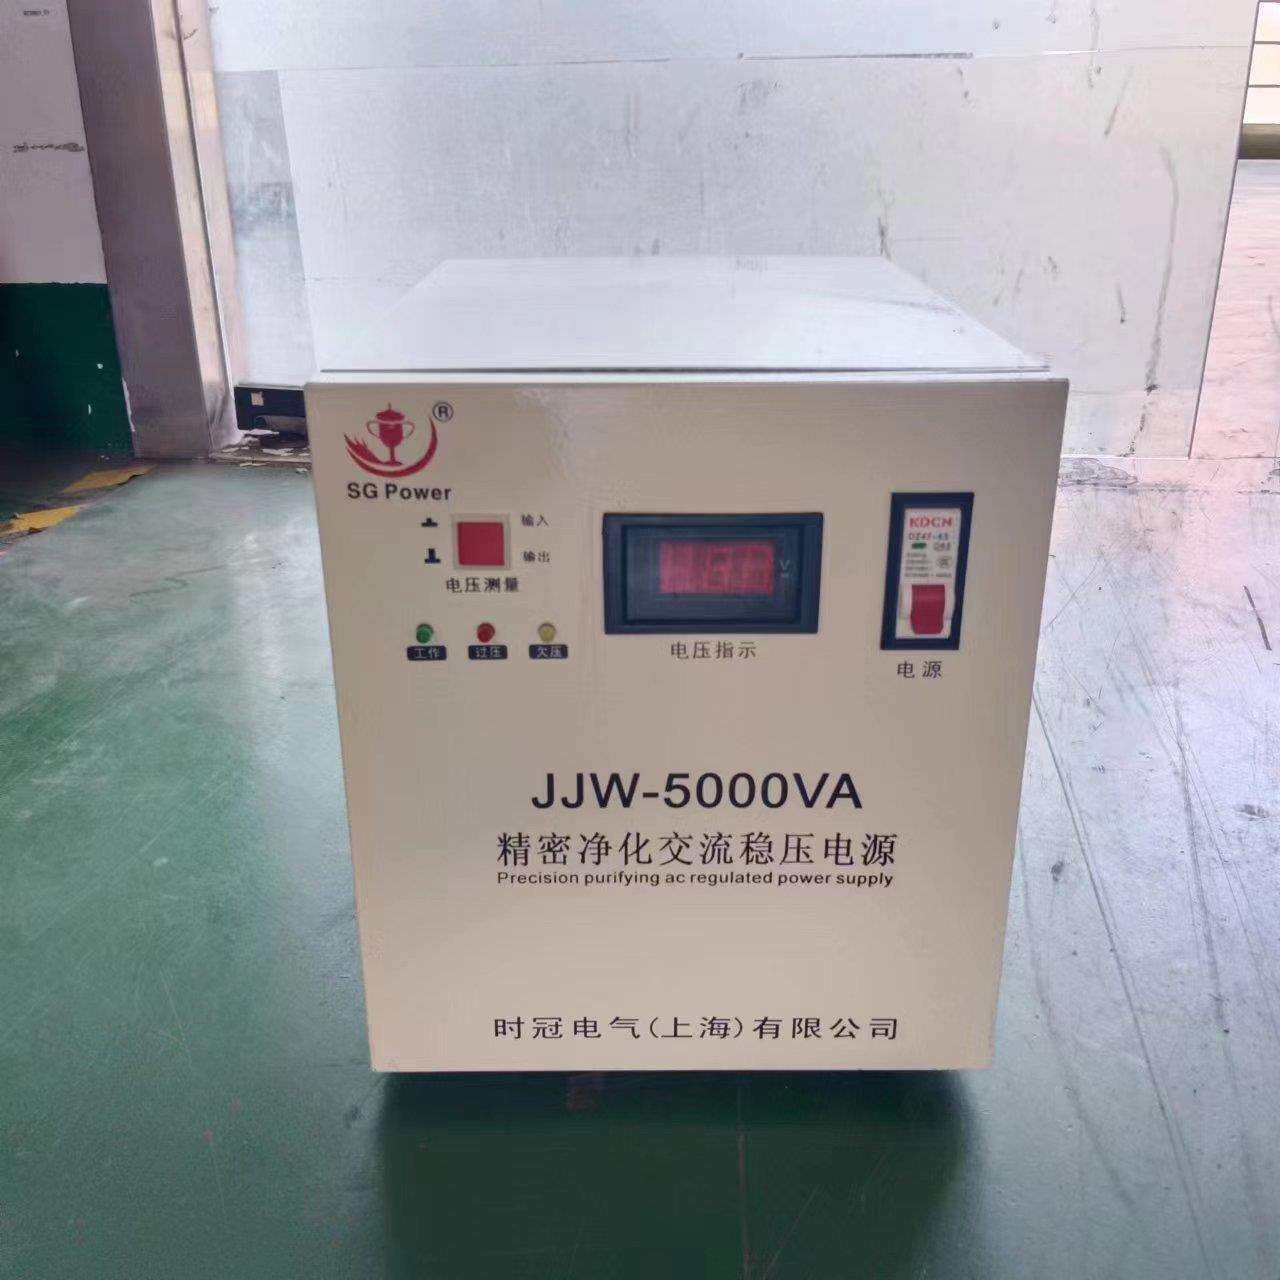 ®
SG Power
输入
输出
电压测量
工作
过压
欠压
V
电压指示
KDCN
DZ47-63
电源
JJW-5000VA
精密净化交流稳压电源
Precision purifying ac regulated power supply
时冠电气(上海)有限公司